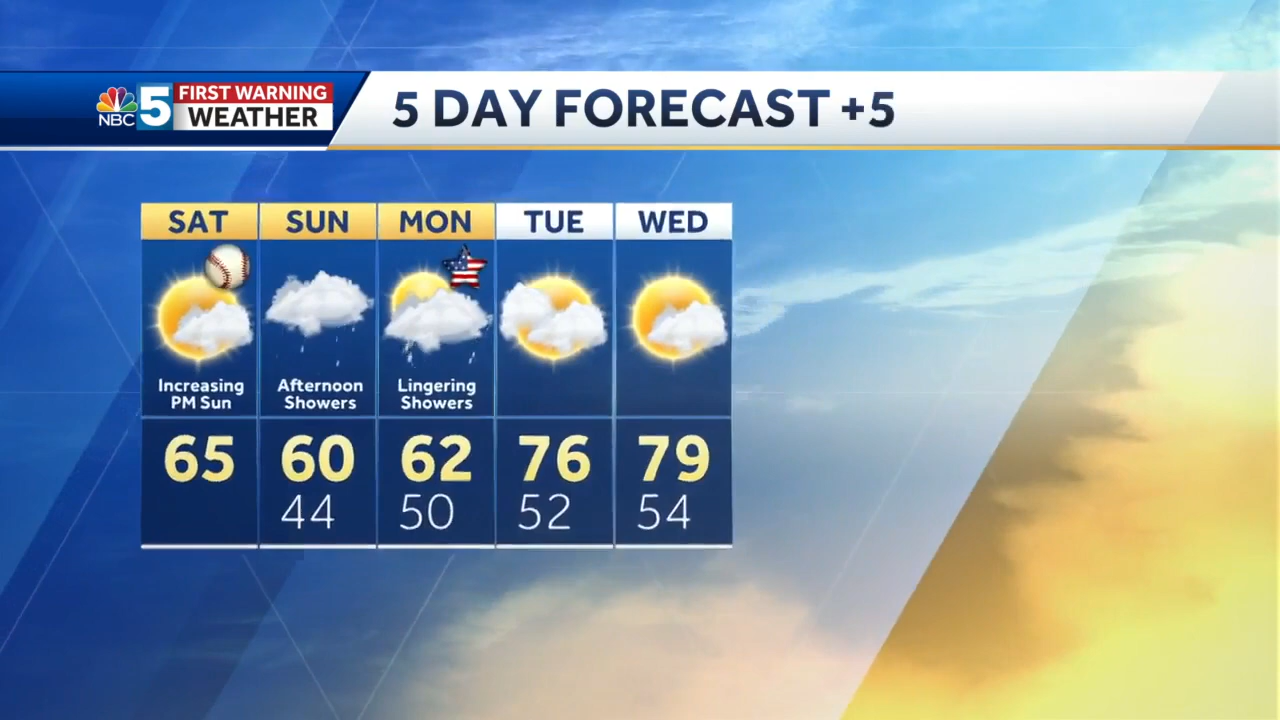 NBC 5 FIRST WARNING WEATHER
5 DAY FORECAST +5
SAT SUN MON TUE WED
Increasing PM Sun
Afternoon Showers
Lingering Showers
65 60 62 76 79
44 50 52 54